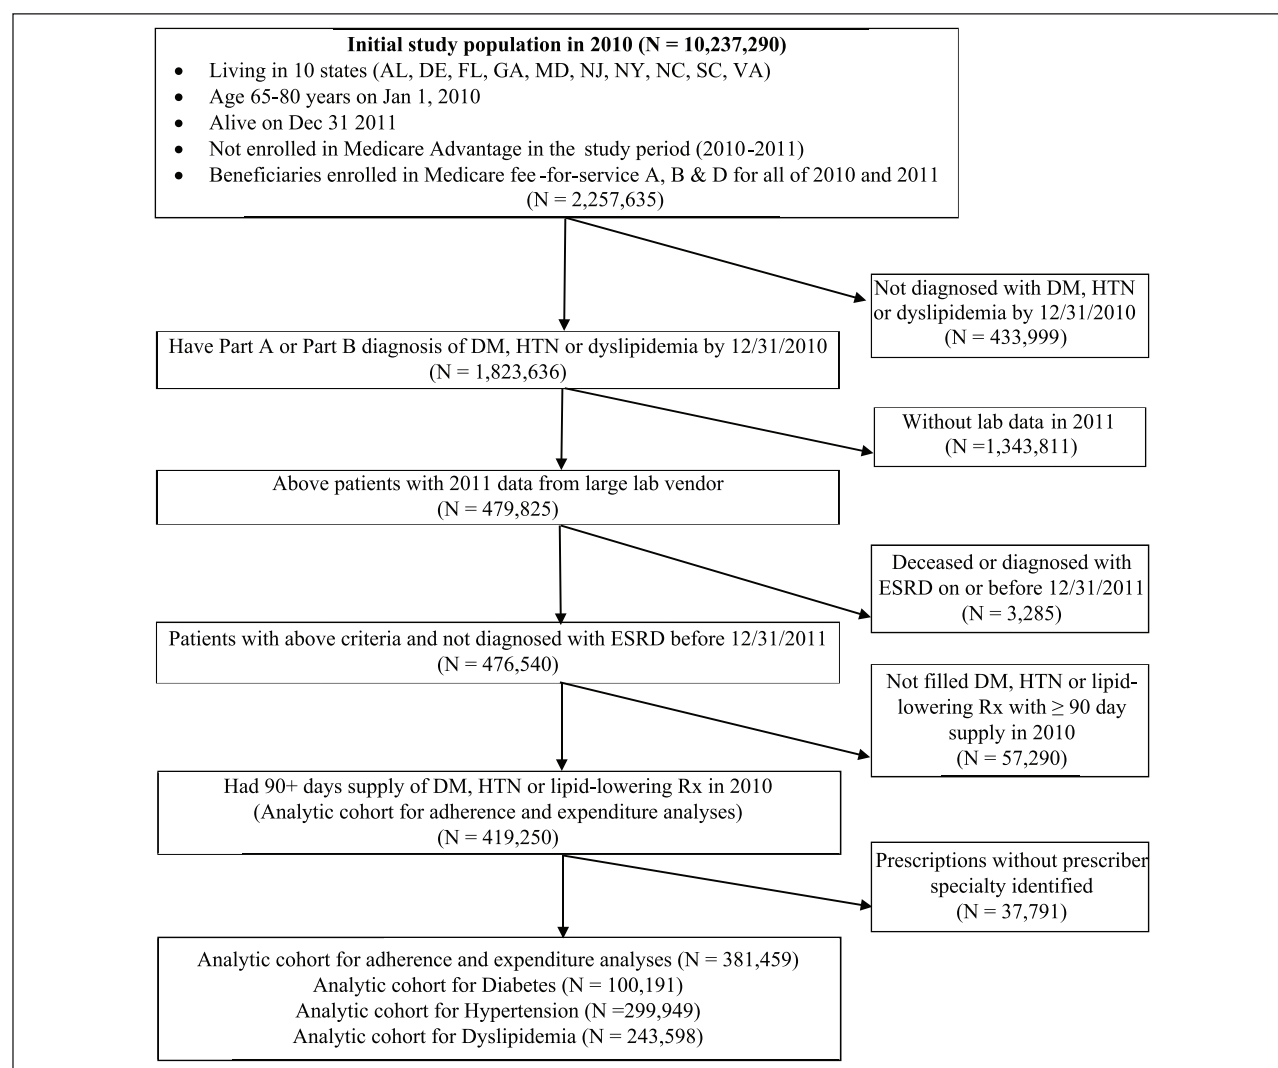 Initial study population in 2010 (N = 10,237,290)
• Living in 10 states (AL, DE, FL, GA, MD, NJ, NY, NC, SC, VA)
• Age 65-80 years on Jan 1, 2010
• Alive on Dec 31 2011
• Not enrolled in Medicare Advantage in the study period (2010-2011)
• Beneficiaries enrolled in Medicare fee-for-service A, B & D for all of 2010 and 2011
(N = 2,257,635)
Not diagnosed with DM, HTN
or dyslipidemia by 12/31/2010
(N = 433,999)
Have Part A or Part B diagnosis of DM, HTN or dyslipidemia by 12/31/2010
(N = 1,823,636)
Without lab data in 2011
(N =1,343,811)
Above patients with 2011 data from large lab vendor
(N = 479,825)
Deceased or diagnosed with
ESRD on or before 12/31/2011
(N = 3,285)
Patients with above criteria and not diagnosed with ESRD before 12/31/2011
(N = 476,540)
Not filled DM, HTN or lipid-
lowering Rx with ≥ 90 day
supply in 2010
(N = 57,290)
Had 90+ days supply of DM, HTN or lipid-lowering Rx in 2010
(Analytic cohort for adherence and expenditure analyses)
(N = 419,250)
Prescriptions without prescriber
specialty identified
(N = 37,791)
Analytic cohort for adherence and expenditure analyses (N = 381,459)
Analytic cohort for Diabetes (N = 100,191)
Analytic cohort for Hypertension (N =299,949)
Analytic cohort for Dyslipidemia (N = 243,598)